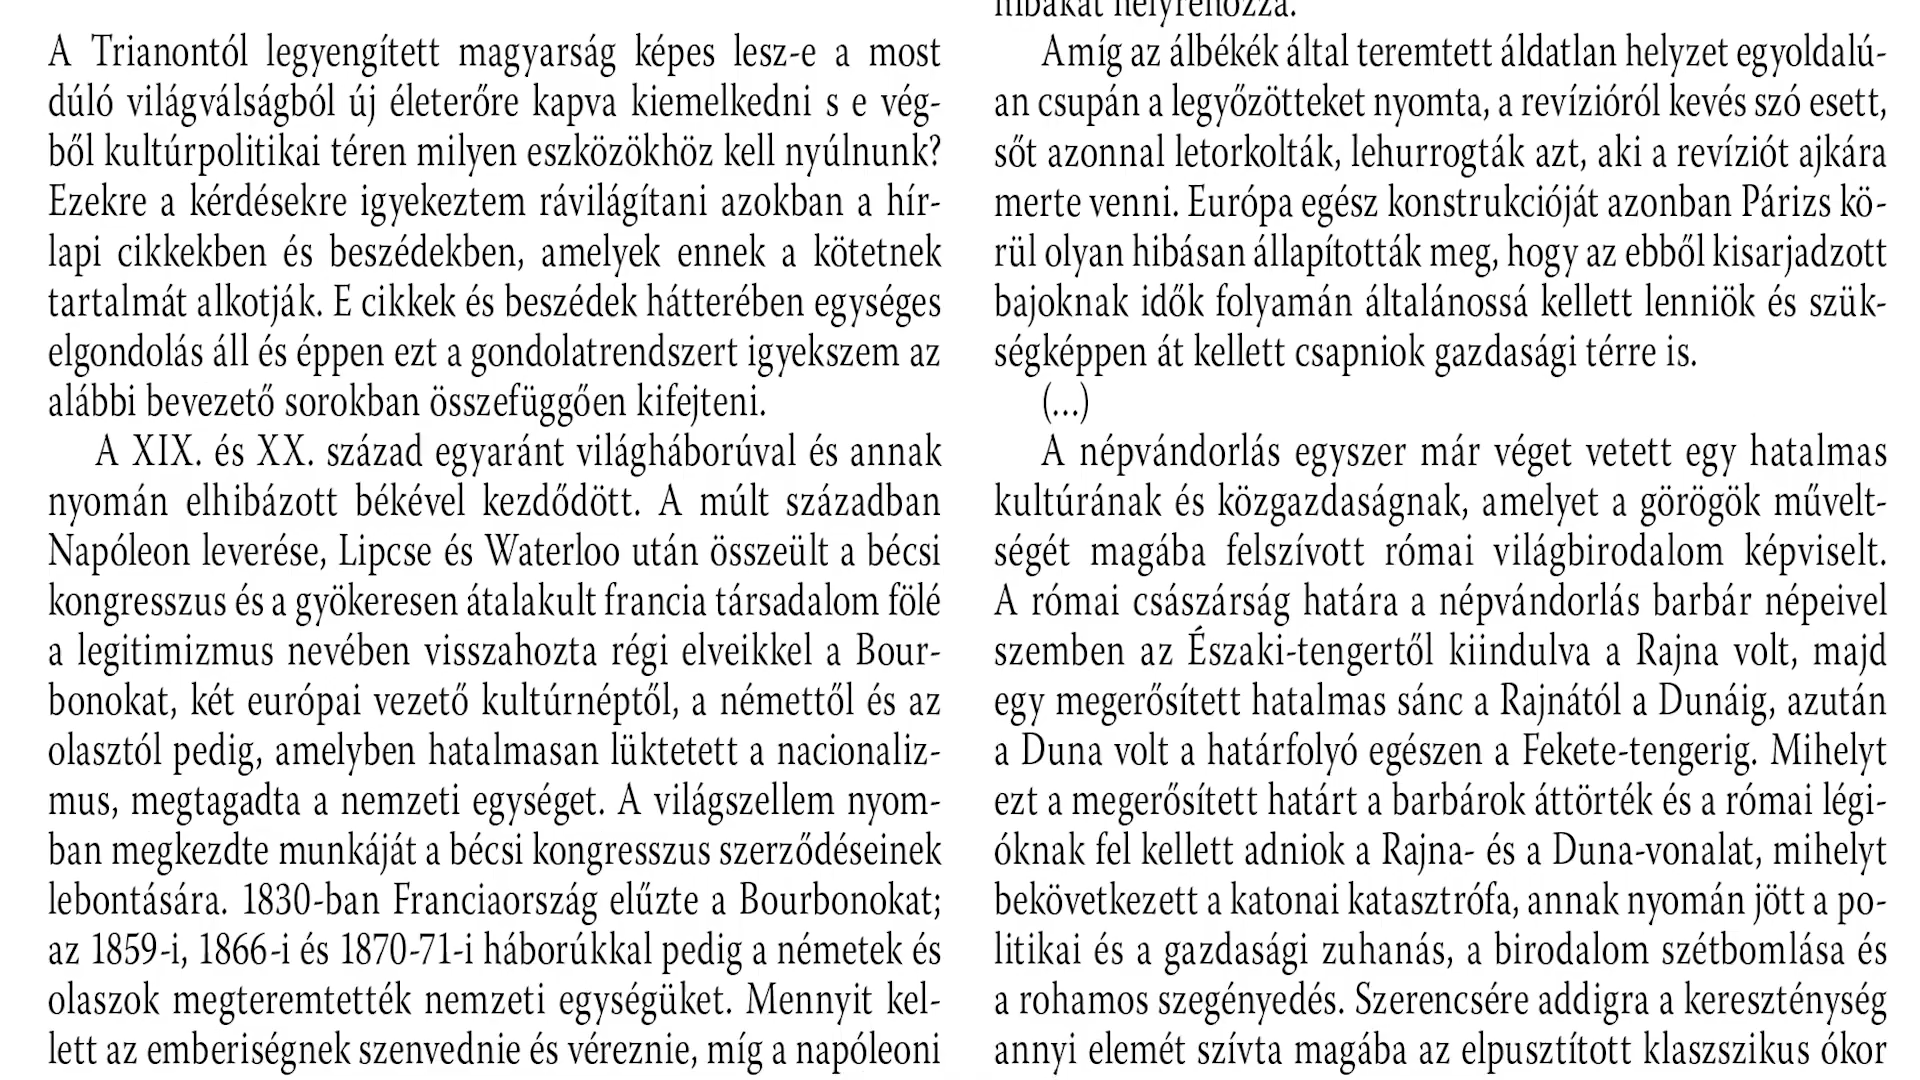 A Trianontól legyengített magyarság képes lesz-e a most
dúló világválságból új életerőre kapva kiemelkedni s e vég-
ből kultúrpolitikai téren milyen eszközökhöz kell nyúlnunk?
Ezekre a kérdésekre igyekeztem rávilágítani azokban a hír-
lapi cikkekben és beszédekben, amelyek ennek a kötetnek
tartalmát alkotják. E cikkek és beszédek hátterében egységes
elgondolás áll és éppen ezt a gondolatrendszert igyekszem az
alábbi bevezető sorokban összefüggően kifejteni.
A XIX. és XX. század egyaránt világháborúval és annak
nyomán elhibázott békével kezdődött. A múlt században
Napóleon leverése, Lipcse és Waterloo után összeült a bécsi
kongresszus és a gyökeresen átalakult francia társadalom fölé
a legitimizmus nevében visszahozta régi elveikkel a Bour-
bonokat, két európai vezető kultúrnéptől, a némettől és az
olasztól pedig, amelyben hatalmasan lüktetett a nacionaliz-
mus, megtagadta a nemzeti egységet. A világszellem nyom-
ban megkezdte munkáját a bécsi kongresszus szerződéseinek
lebontására. 1830-ban Franciaország elűzte a Bourbonokat;
az 1859-i, 1866-i és 1870-71-i háborúkkal pedig a németek és
olaszok megteremtették nemzeti egységüket. Mennyit kel-
lett az emberiségnek szenvednie és véreznie, míg a napóleoni
hibákat helyrehozza.
Amíg az álbékék által teremtett áldatlan helyzet egyoldalú-
an csupán a legyőzötteket nyomta, a revízióról kevés szó esett,
sőt azonnal letorkolták, lehurrogták azt, aki a revíziót ajkára
merte venni. Európa egész konstrukcióját azonban Párizs kö-
rül olyan hibásan állapították meg, hogy az ebből kisarjadzott
bajoknak idők folyamán általánossá kellett lenniök és szük-
ségképpen át kellett csapniok gazdasági térre is.
(...)
A népvándorlás egyszer már véget vetett egy hatalmas
kultúrának és közgazdaságnak, amelyet a görögök művelt-
ségét magába felszívott római világbirodalom képviselt.
A római császárság határa a népvándorlás barbár népeivel
szemben az Északi-tengertől kiindulva a Rajna volt, majd
egy megerősített hatalmas sánc a Rajnától a Dunáig, azután
a Duna volt a határfolyó egészen a Fekete-tengerig. Mihelyt
ezt a megerősített határt a barbárok áttörték és a római légi-
óknak fel kellett adniok a Rajna- és a Duna-vonalat, mihelyt
bekövetkezett a katonai katasztrófa, annak nyomán jött a po-
litikai és a gazdasági zuhanás, a birodalom szétbomlása és
a rohamos szegényedés. Szerencsére addigra a kereszténység
annyi elemét szívta magába az elpusztított klaszszikus ókor